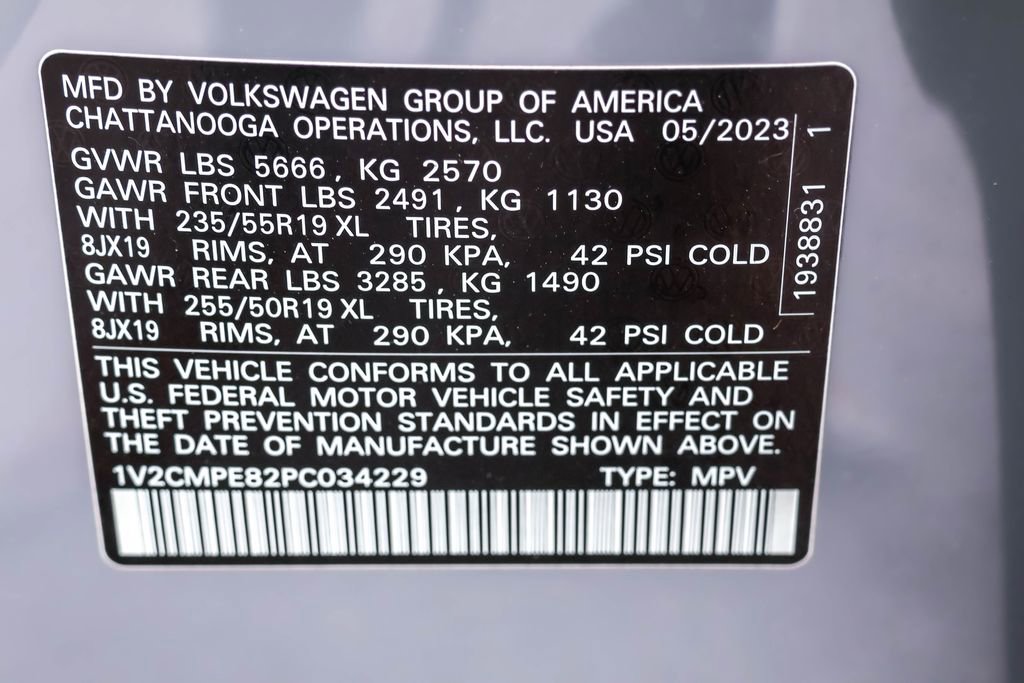 MFD BY VOLKSWAGEN GROUP OF AMERICA
CHATTANOOGA OPERATIONS, LLC. USA 05/2023
GVWR LBS 5666, KG 2570
GAWR FRONT LBS 2491, KG 1130
WITH 235/55R19 XL TIRES,
8JX19 RIMS, AT 290 KPA, 42 PSI COLD
GAWR REAR LBS 3285, KG 1490
WITH 255/50R19 XL TIRES,
8JX19 RIMS, AT 290 KPA, 42 PSI COLD
1938831 1
THIS VEHICLE CONFORMS TO ALL APPLICABLE
U.S. FEDERAL MOTOR VEHICLE SAFETY AND
THEFT PREVENTION STANDARDS IN EFFECT ON
THE DATE OF MANUFACTURE SHOWN ABOVE.
1V2CMPE82PC034229 TYPE: MPV